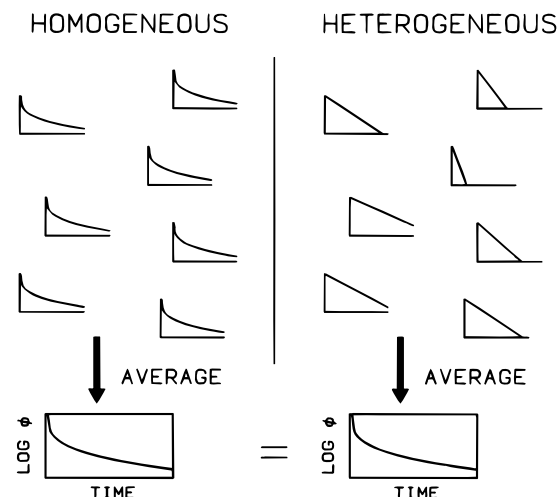 HOMOGENEOUS
HETEROGENEOUS
AVERAGE
AVERAGE
LOG ϕ
=
LOG ϕ
TIME
TIME